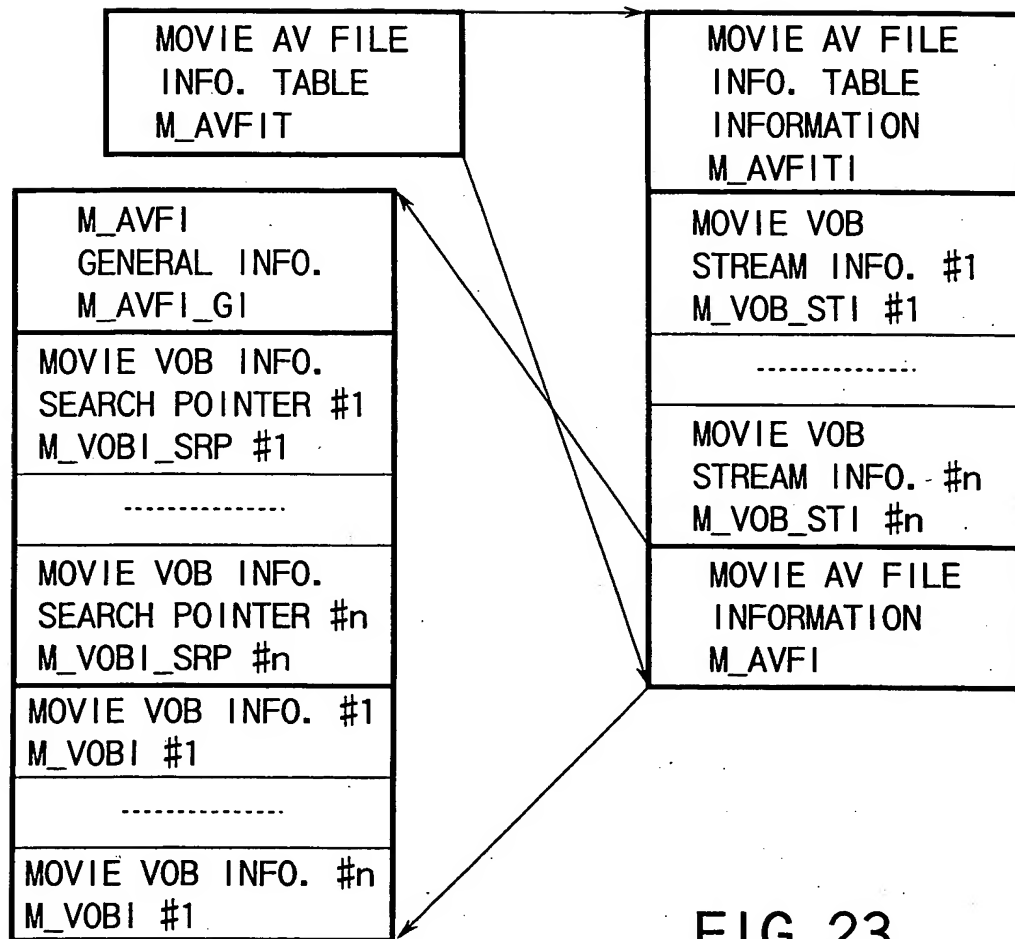 MOVIE AV FILE
INFO. TABLE
M_AVFIT
MOVIE AV FILE
INFO. TABLE
INFORMATION
M_AVFITI
MOVIE VOB
STREAM INFO. #1
M_VOB_STI #1
MOVIE VOB
STREAM INFO. #n
M_VOB_STI #n
MOVIE AV FILE
INFORMATION
M_AVFI
M_AVFI
GENERAL INFO.
M_AVFI_GI
MOVIE VOB INFO.
SEARCH POINTER #1
M_VOBI_SRP #1
MOVIE VOB INFO.
SEARCH POINTER #n
M_VOBI_SRP #n
MOVIE VOB INFO. #1
M_VOBI #1
MOVIE VOB INFO. #n
M_VOBI #1
FIG. 23